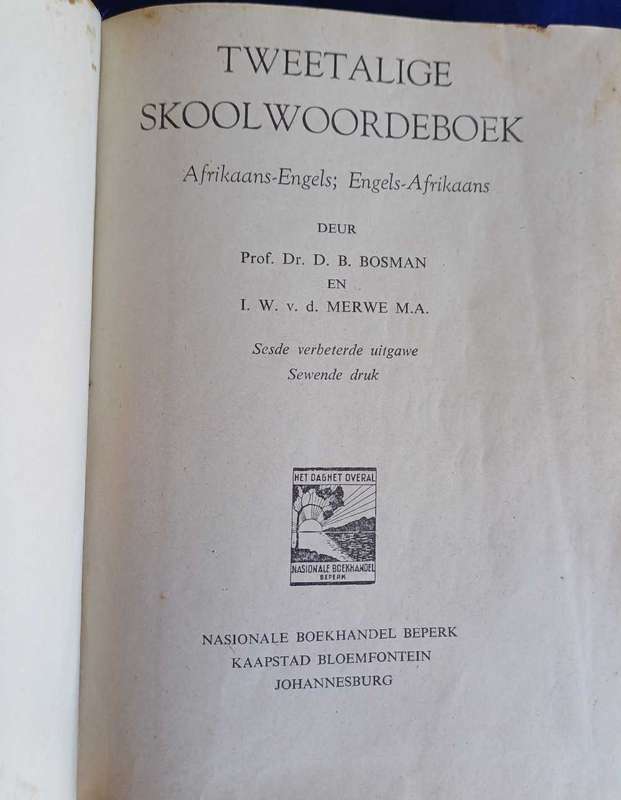 TWEETALIGE
SKOOLWOORDEBOEK
Afrikaans-Engels; Engels-Afrikaans
DEUR
Prof. Dr. D. B. BOSMAN
EN
I. W. v. d. MERWE M.A.
Sesde verbeterde uitgawe
Sewende druk
HET DAGHET OVERAL
NASIONALE BOEKHANDEL
BEPERK
NASIONALE BOEKHANDEL BEPERK
KAAPSTAD BLOEMFONTEIN
JOHANNESBURG